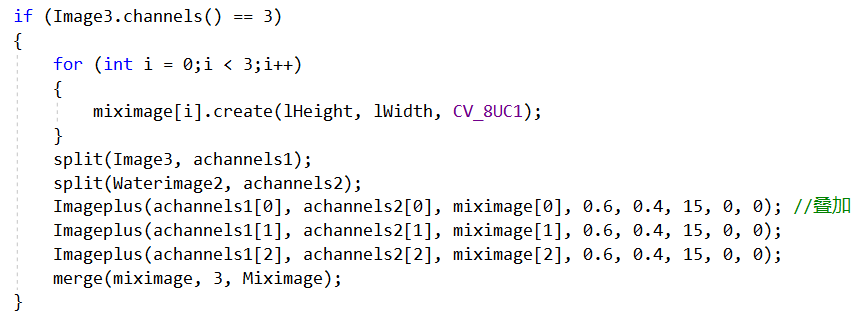 if (Image3.channels() == 3)
{
for (int i = 0;i < 3;i++)
{
miximage[i].create(lHeight, lWidth, CV_8UC1);
}
split(Image3, achannels1);
split(Waterimage2, achannels2);
Imageplus(achannels1[0], achannels2[0], miximage[0], 0.6, 0.4, 15, 0, 0); //叠加
Imageplus(achannels1[1], achannels2[1], miximage[1], 0.6, 0.4, 15, 0, 0);
Imageplus(achannels1[2], achannels2[2], miximage[2], 0.6, 0.4, 15, 0, 0);
merge(miximage, 3, Miximage);
}